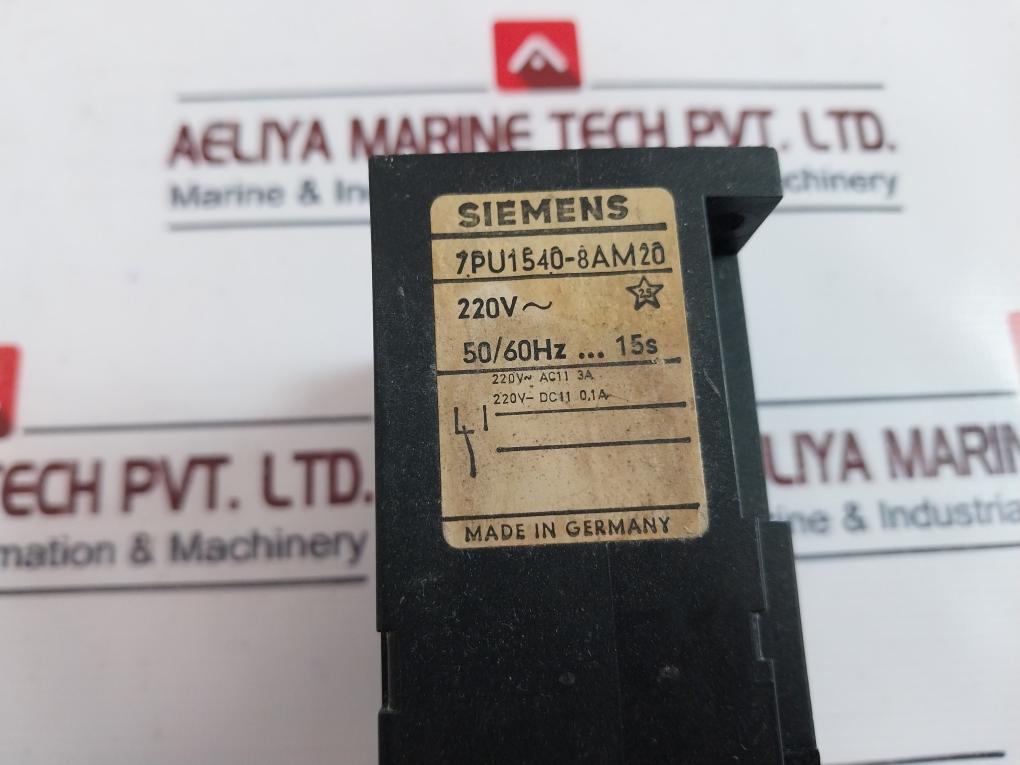 AELIYA MARINE TECH PVT. LTD.
Marine & In
chinery
SIEMENS
7PU1540-8AM20
220V~
25
50/60Hz ... 15s
220V~ AC11 3A
220V– DC11 0,1A
MADE IN GERMANY
TECH PVT. LTD.
mation & Machinery
LIYA MARIN
ine & Industria